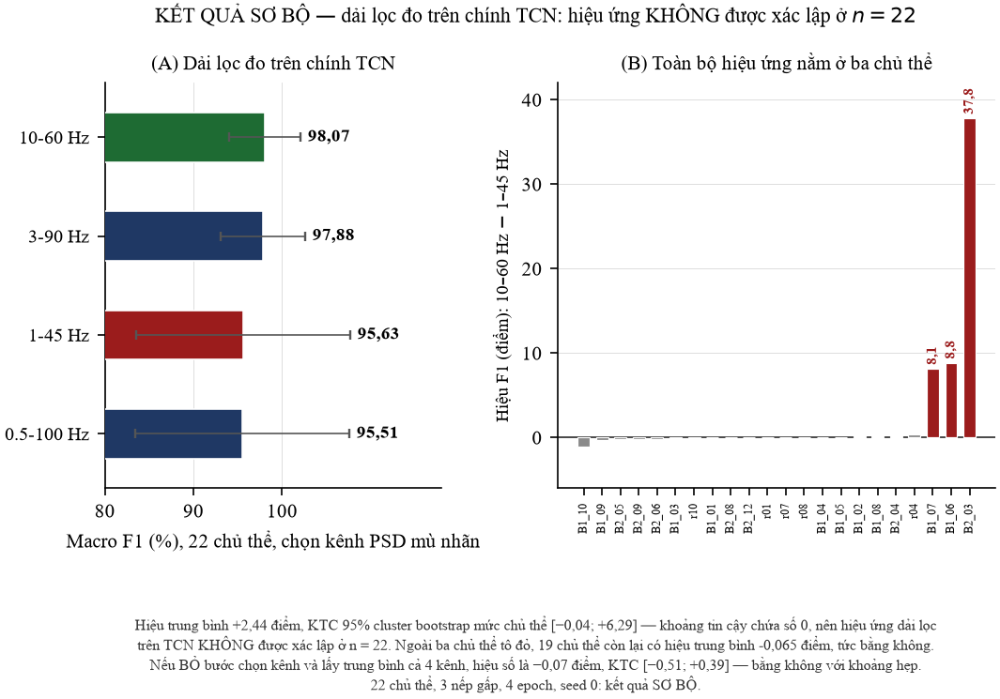 KẾT QUẢ SƠ BỘ — dải lọc đo trên chính TCN: hiệu ứng KHÔNG được xác lập ở n = 22
(A) Dải lọc đo trên chính TCN
10-60 Hz
3-90 Hz
1-45 Hz
0.5-100 Hz
98,07
97,88
95,63
95,51
80
90
100
Macro F1 (%), 22 chủ thể, chọn kênh PSD mù nhãn
(B) Toàn bộ hiệu ứng nằm ở ba chủ thể
Hiệu F1 (điểm): 10–60 Hz − 1–45 Hz
40
30
20
10
0
8,1
8,8
37,8
B1_10
B1_09
B2_05
B2_09
B2_06
B1_03
r10
B1_01
B2_08
B2_12
r01
r07
r08
B1_04
B1_05
B1_02
B1_08
B2_04
r04
B1_07
B1_06
B2_03
Hiệu trung bình +2,44 điểm, KTC 95% cluster bootstrap mức chủ thể [−0,04; +6,29] — khoảng tin cậy chứa số 0, nên hiệu ứng dải lọc
trên TCN KHÔNG được xác lập ở n = 22. Ngoài ba chủ thể tô đỏ, 19 chủ thể còn lại có hiệu trung bình -0,065 điểm, tức bằng không.
Nếu BỎ bước chọn kênh và lấy trung bình cả 4 kênh, hiệu số là −0,07 điểm, KTC [−0,51; +0,39] — bằng không với khoảng hẹp.
22 chủ thể, 3 nếp gấp, 4 epoch, seed 0: kết quả SƠ BỘ.